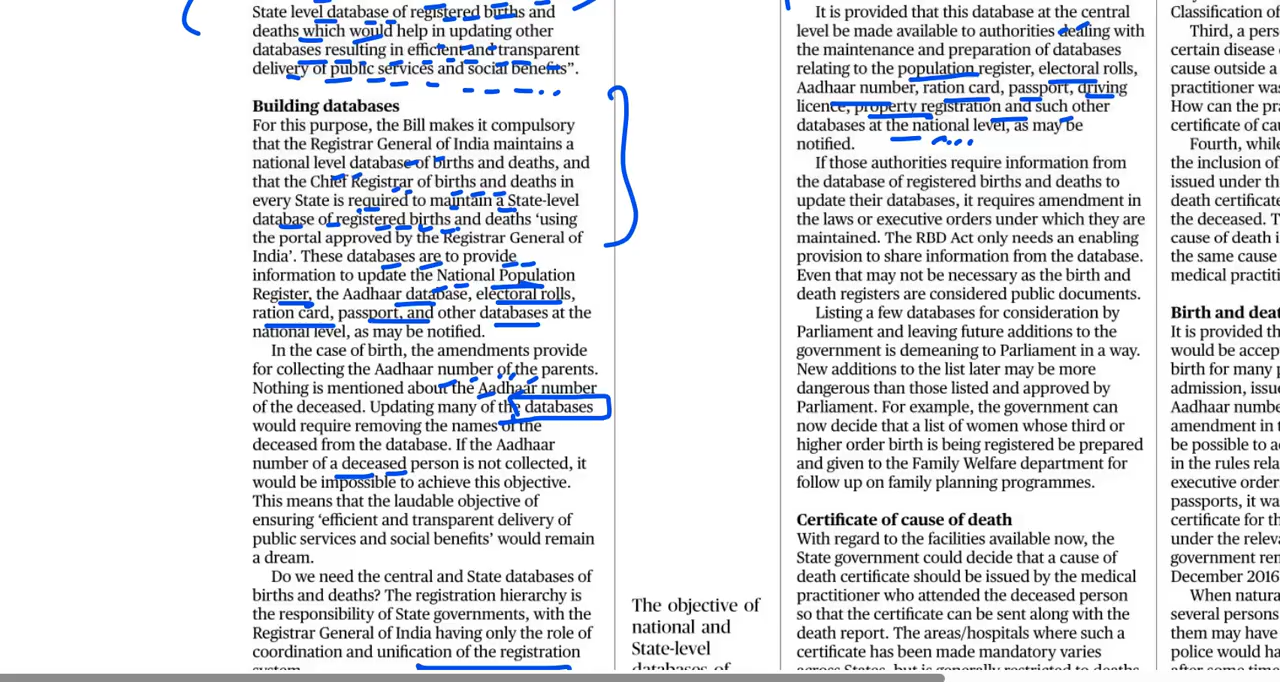 State level database of registered births and
deaths which would help in updating other
databases resulting in efficient and transparent
delivery of public services and social benefits”.
Building databases
For this purpose, the Bill makes it compulsory
that the Registrar General of India maintains a
national level database of births and deaths, and
that the Chief Registrar of births and deaths in
every State is required to maintain a State-level
database of registered births and deaths ‘using
the portal approved by the Registrar General of
India’. These databases are to provide
information to update the National Population
Register, the Aadhaar database, electoral rolls,
ration card, passport, and other databases at the
national level, as may be notified.
In the case of birth, the amendments provide
for collecting the Aadhaar number of the parents.
Nothing is mentioned about the Aadhaar number
of the deceased. Updating many of the databases
would require removing the names of the
deceased from the database. If the Aadhaar
number of a deceased person is not collected, it
would be impossible to achieve this objective.
This means that the laudable objective of
ensuring ‘efficient and transparent delivery of
public services and social benefits’ would remain
a dream.
Do we need the central and State databases of
births and deaths? The registration hierarchy is
the responsibility of State governments, with the
Registrar General of India having only the role of
coordination and unification of the registration
The objective of
national and
State-level
databases of
It is provided that this database at the central
level be made available to authorities dealing with
the maintenance and preparation of databases
relating to the population register, electoral rolls,
Aadhaar number, ration card, passport, driving
licence, property registration and such other
databases at the national level, as may be
notified.
If those authorities require information from
the database of registered births and deaths to
update their databases, it requires amendment in
the laws or executive orders under which they are
maintained. The RBD Act only needs an enabling
provision to share information from the database.
Even that may not be necessary as the birth and
death registers are considered public documents.
Listing a few databases for consideration by
Parliament and leaving future additions to the
government is demeaning to Parliament in a way.
New additions to the list later may be more
dangerous than those listed and approved by
Parliament. For example, the government can
now decide that a list of women whose third or
higher order birth is being registered be prepared
and given to the Family Welfare department for
follow up on family planning programmes.
Certificate of cause of death
With regard to the facilities available now, the
State government could decide that a cause of
death certificate should be issued by the medical
practitioner who attended the deceased person
so that the certificate can be sent along with the
death report. The areas/hospitals where such a
certificate has been made mandatory varies
across States, but is generally restricted to deaths
Classification of
Third, a pers
certain disease
cause outside a
practitioner was
How can the pra
certificate of cau
Fourth, while
the inclusion of
issued under th
death certificate
the deceased. T
cause of death i
the same cause
medical practiti
Birth and deat
It is provided th
would be accep
birth for many p
admission, issu
Aadhaar numbe
amendment in t
be possible to a
in the rules rela
executive order
passports, it wa
certificate for th
under the relev
government ren
December 2016
When natura
several persons
them may have
police would ha
after some time